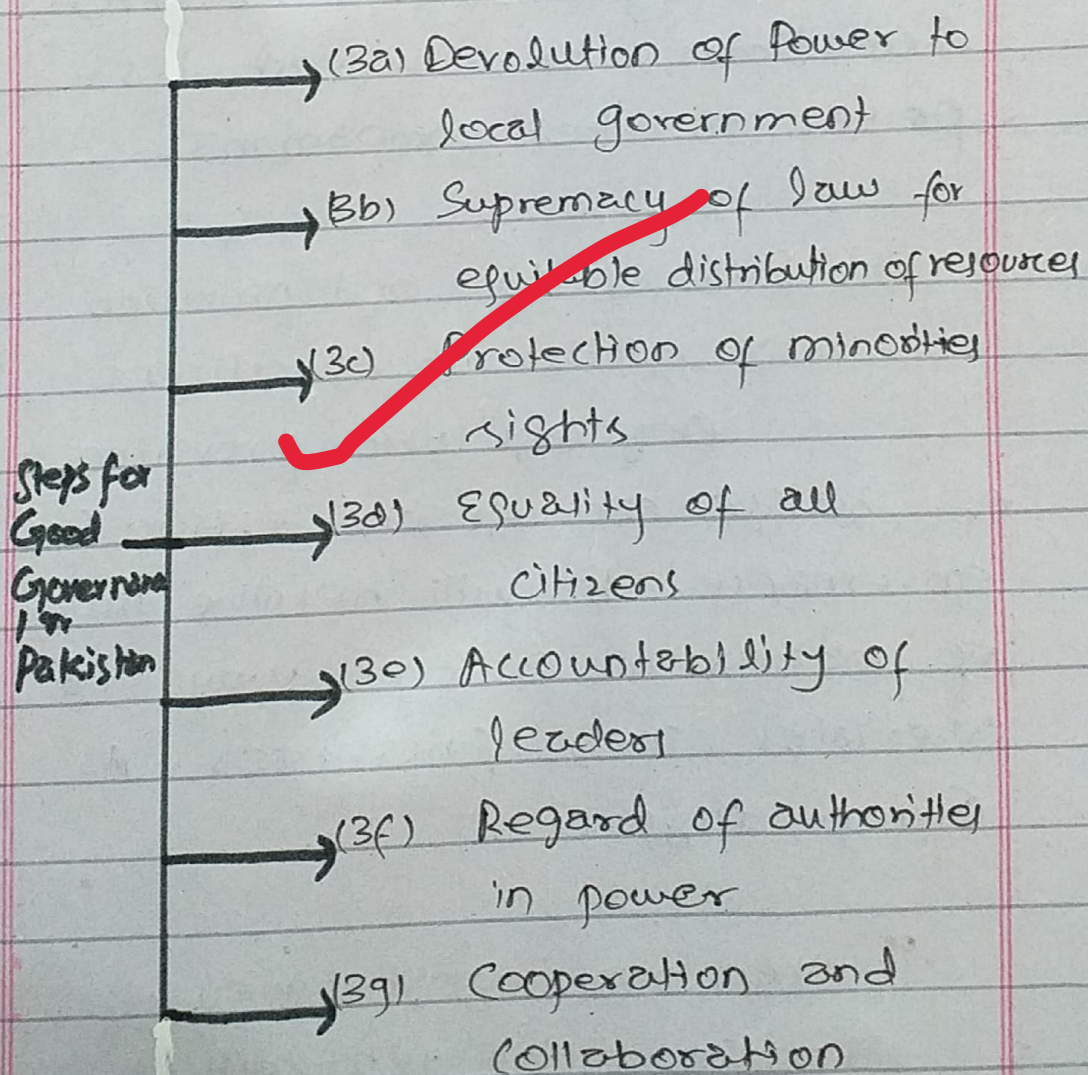 (3a) Devolution of Power to
local government
(3b) Supremacy of law for
equitable distribution of resources
(3c) Protection of minorities
rights
Steps for
Good
Governance
In
Pakistan
(3d) Equality of all
citizens
(3e) Accountability of
leaders
(3f) Regard of authorities
in power
(3g) Cooperation and
collaboration